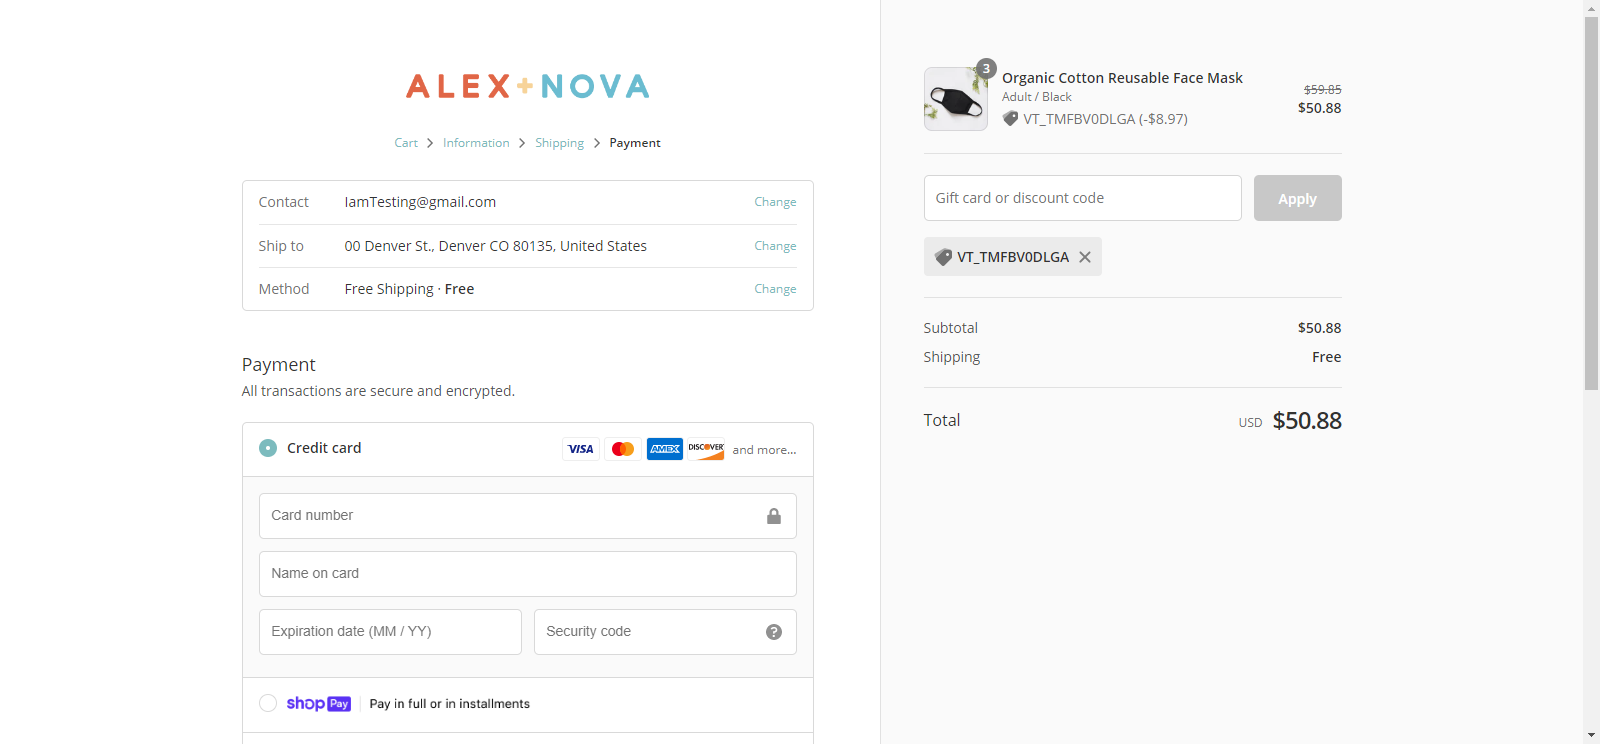 ALEX+NOVA
Cart > Information > Shipping > Payment
Contact IamTesting@gmail.com Change
Ship to 00 Denver St., Denver CO 80135, United States Change
Method Free Shipping · Free Change
Payment
All transactions are secure and encrypted.
Credit card VISA AMEX DISCOVER and more...
Card number
Name on card
Expiration date (MM / YY) Security code ?
shop Pay Pay in full or in installments
3
Organic Cotton Reusable Face Mask
Adult / Black
VT_TMFBV0DLGA (-$8.97)
$59.85
$50.88
Gift card or discount code Apply
VT_TMFBV0DLGA
Subtotal $50.88
Shipping Free
Total USD $50.88